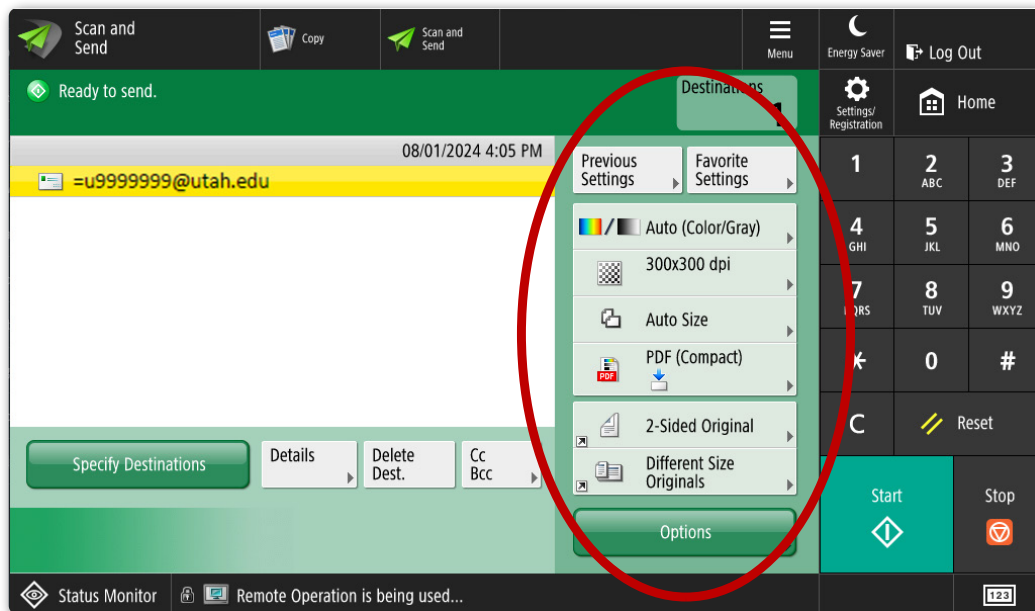 Scan and
Send
Copy
Scan and
Send
Menu
Energy Saver
Log Out
Ready to send.
Destinations
1
Settings/
Registration
Home
08/01/2024 4:05 PM
=u9999999@utah.edu
Previous
Settings
Favorite
Settings
Auto (Color/Gray)
300x300 dpi
Auto Size
PDF
PDF (Compact)
2-Sided Original
Different Size
Originals
Options
Specify Destinations
Details
Delete
Dest.
Cc
Bcc
1
2
ABC
3
DEF
4
GHI
5
JKL
6
MNO
7
PQRS
8
TUV
9
WXYZ
0
#
C
Reset
Start
Stop
Status Monitor
Remote Operation is being used...
123